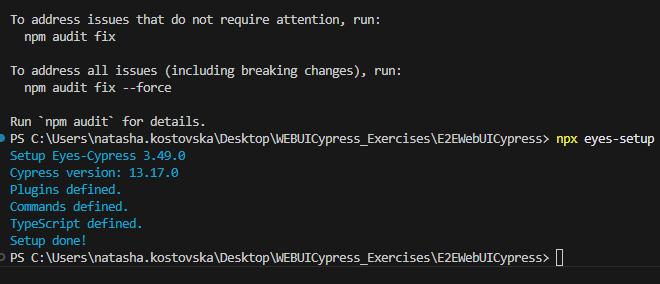 To address issues that do not require attention, run:
  npm audit fix

To address all issues (including breaking changes), run:
  npm audit fix --force

Run `npm audit` for details.
PS C:\Users\natasha.kostovska\Desktop\WEBUICypress_Exercises\E2EWebUICypress> npx eyes-setup
Setup Eyes-Cypress 3.49.0
Cypress version: 13.17.0
Plugins defined.
Commands defined.
TypeScript defined.
Setup done!
PS C:\Users\natasha.kostovska\Desktop\WEBUICypress_Exercises\E2EWebUICypress>